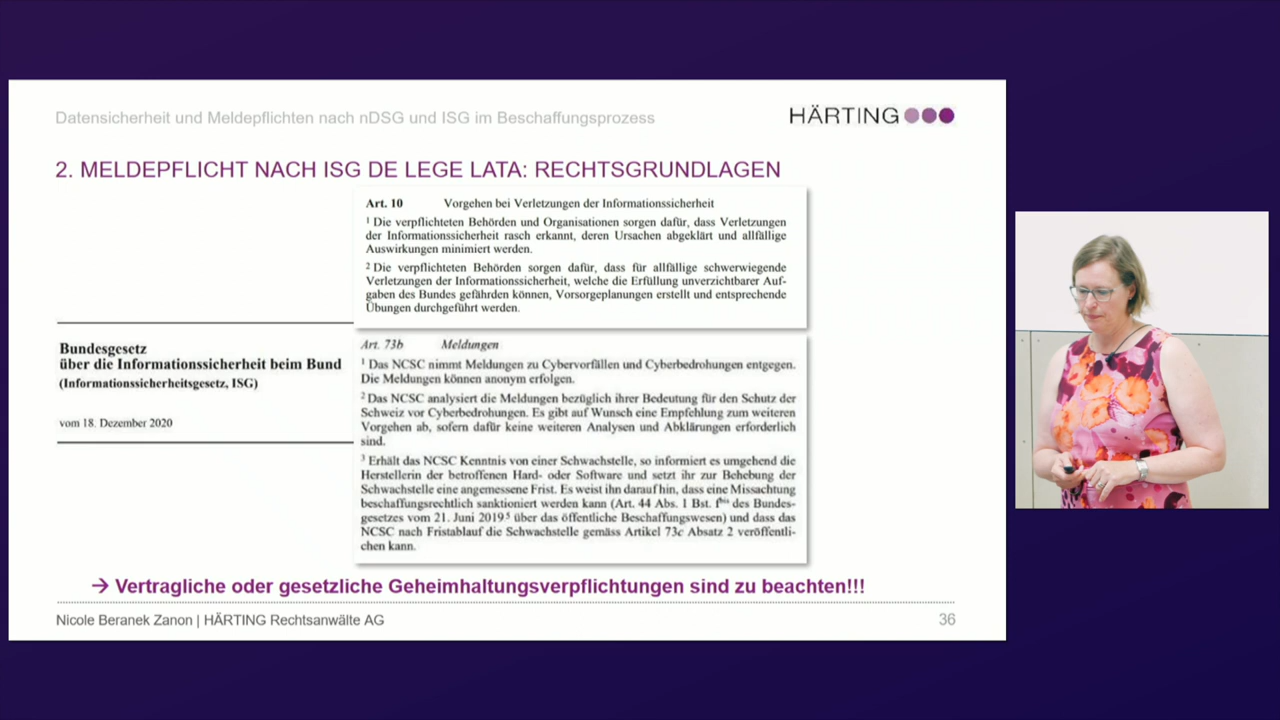 Datensicherheit und Meldepflichten nach nDSG und ISG im Beschaffungsprozess
HÄRTING
2. MELDEPFLICHT NACH ISG DE LEGE LATA: RECHTSGRUNDLAGEN
Art. 10 Vorgehen bei Verletzungen der Informationssicherheit
¹ Die verpflichteten Behörden und Organisationen sorgen dafür, dass Verletzungen
der Informationssicherheit rasch erkannt, deren Ursachen abgeklärt und allfällige
Auswirkungen minimiert werden.
² Die verpflichteten Behörden sorgen dafür, dass für allfällige schwerwiegende
Verletzungen der Informationssicherheit, welche die Erfüllung unverzichtbarer Auf-
gaben des Bundes gefährden können, Vorsorgeplanungen erstellt und entsprechende
Übungen durchgeführt werden.
Bundesgesetz
über die Informationssicherheit beim Bund
(Informationssicherheitsgesetz, ISG)
vom 18. Dezember 2020
Art. 73b Meldungen
¹ Das NCSC nimmt Meldungen zu Cybervorfällen und Cyberbedrohungen entgegen.
Die Meldungen können anonym erfolgen.
² Das NCSC analysiert die Meldungen bezüglich ihrer Bedeutung für den Schutz der
Schweiz vor Cyberbedrohungen. Es gibt auf Wunsch eine Empfehlung zum weiteren
Vorgehen ab, sofern dafür keine weiteren Analysen und Abklärungen erforderlich
sind.
³ Erhält das NCSC Kenntnis von einer Schwachstelle, so informiert es umgehend die
Herstellerin der betroffenen Hard- oder Software und setzt ihr zur Behebung der
Schwachstelle eine angemessene Frist. Es weist ihn darauf hin, dass eine Missachtung
beschaffungsrechtlich sanktioniert werden kann (Art. 44 Abs. 1 Bst. fbis des Bundes-
gesetzes vom 21. Juni 2019⁵ über das öffentliche Beschaffungswesen) und dass das
NCSC nach Fristablauf die Schwachstelle gemäss Artikel 73c Absatz 2 veröffentli-
chen kann.
→ Vertragliche oder gesetzliche Geheimhaltungsverpflichtungen sind zu beachten!!!
Nicole Beranek Zanon | HÄRTING Rechtsanwälte AG
36